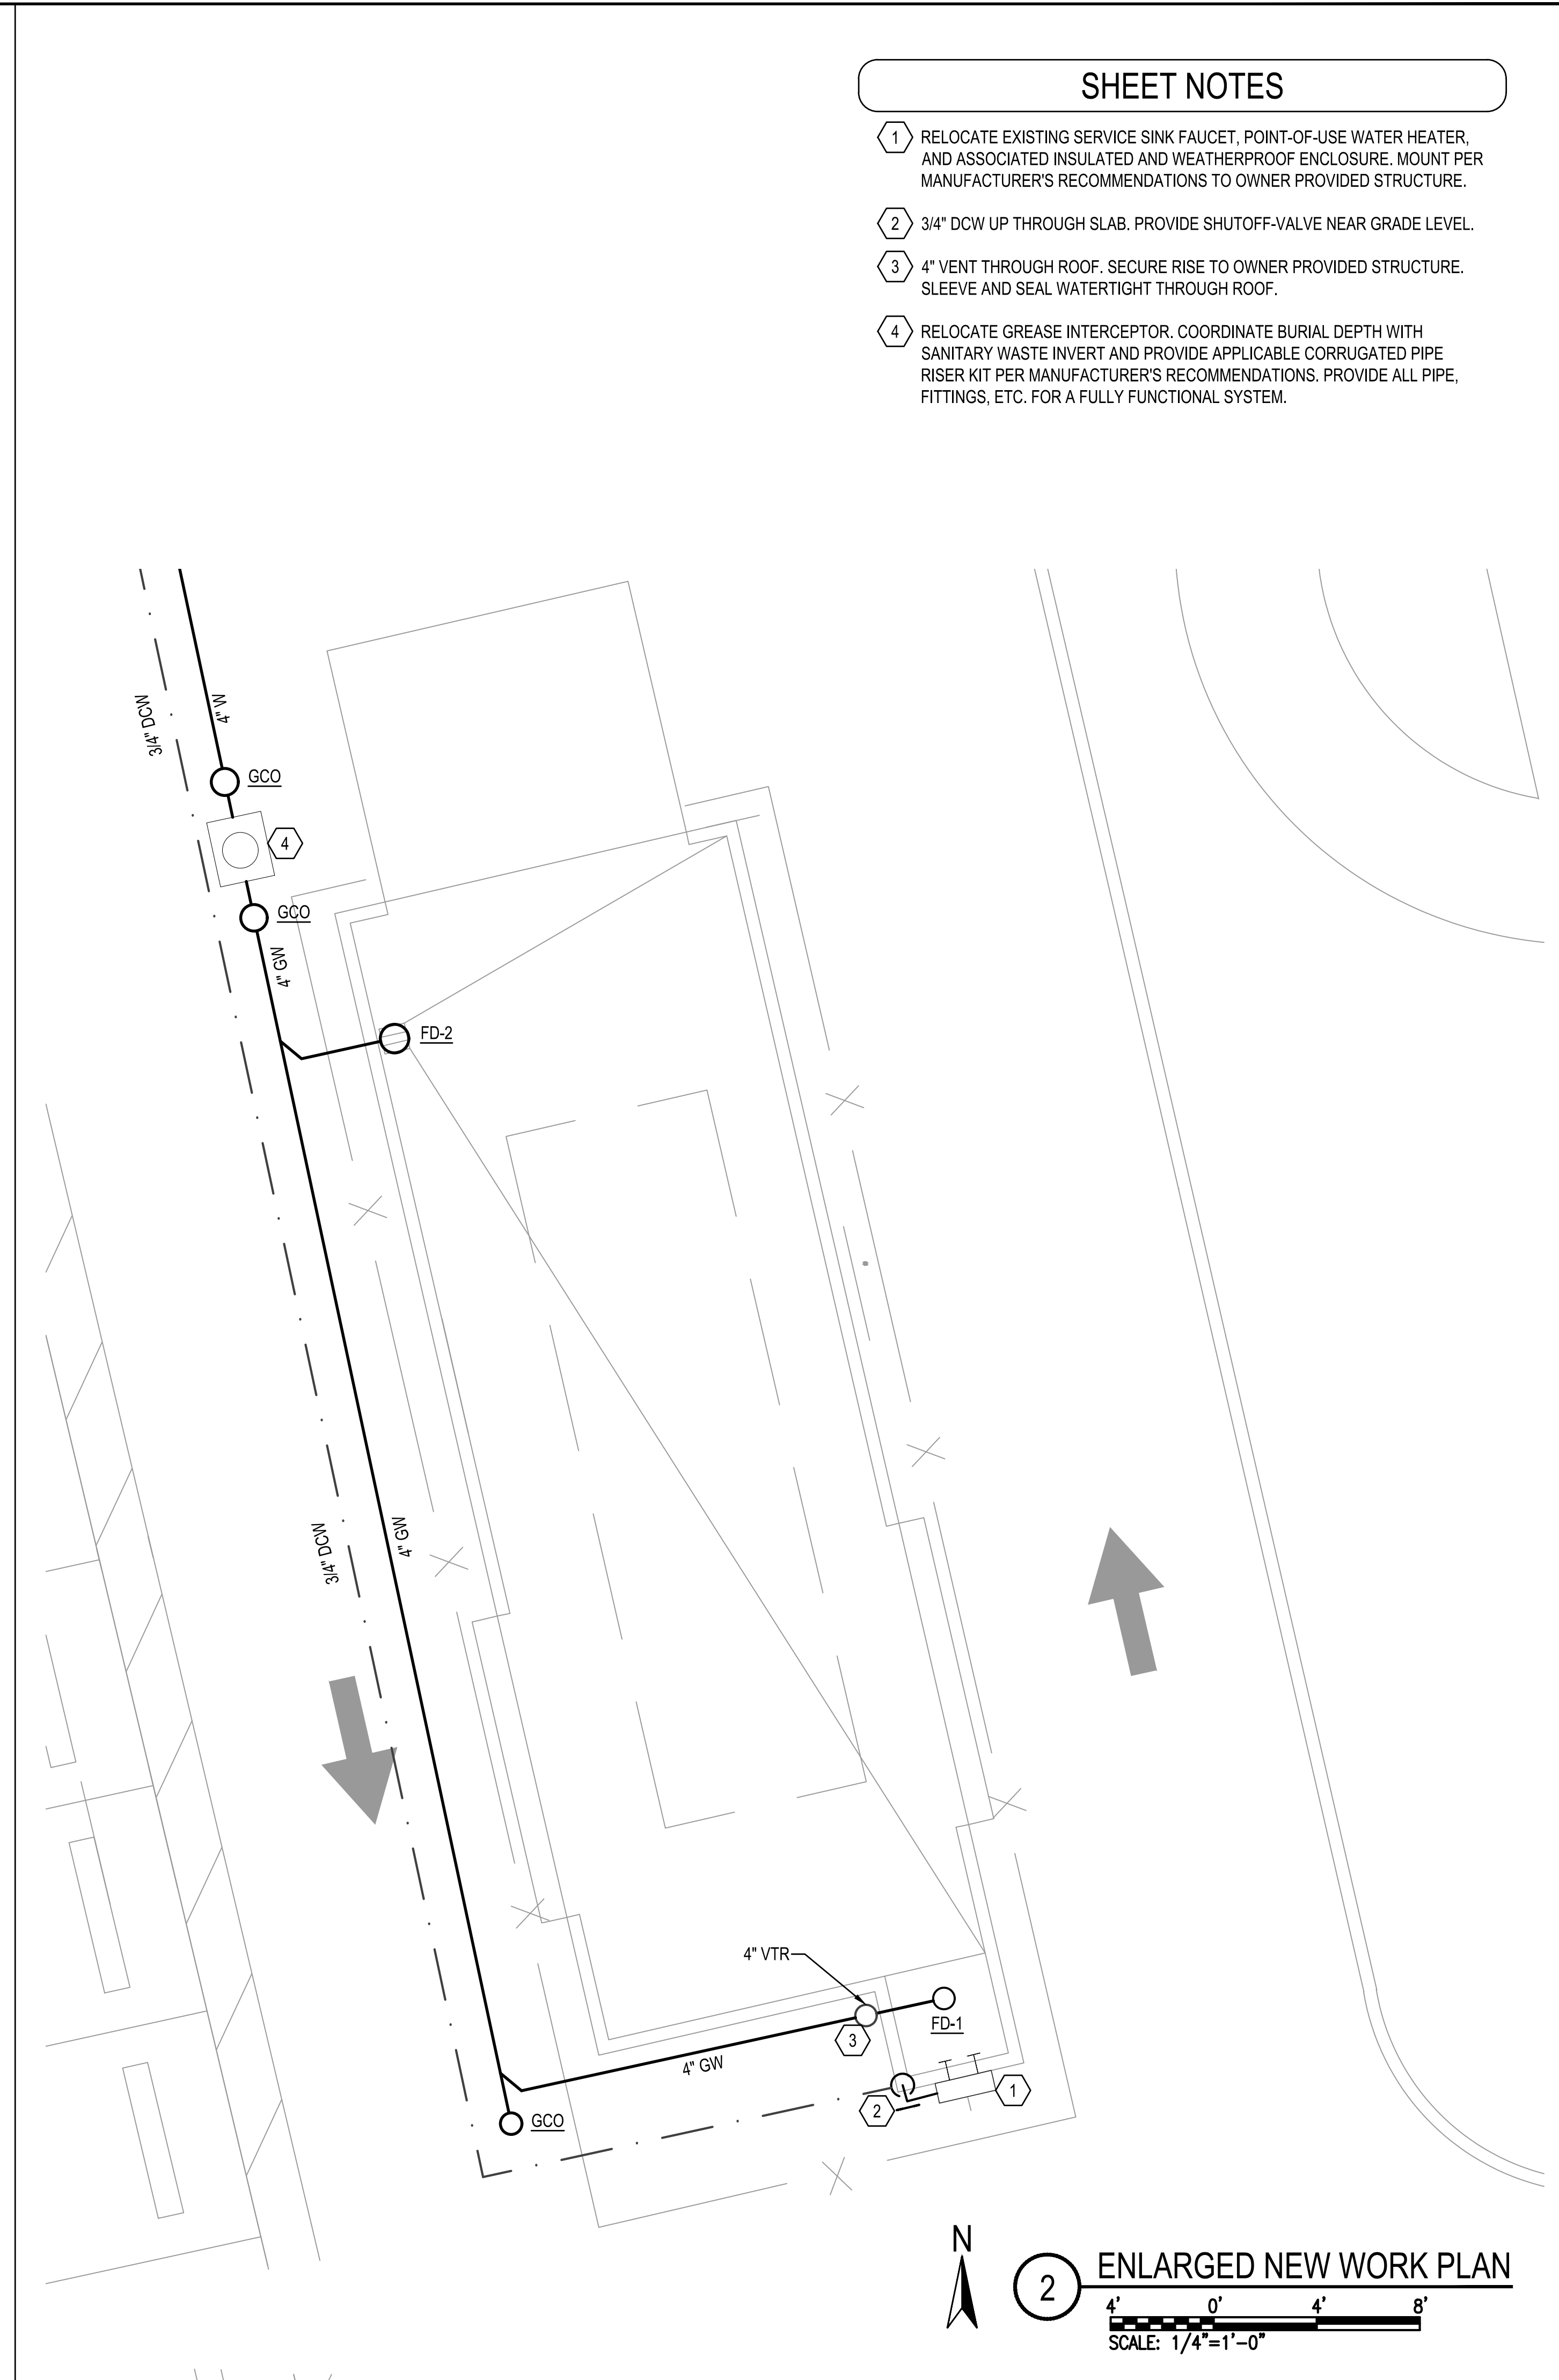 SHEET NOTES
1 RELOCATE EXISTING SERVICE SINK FAUCET, POINT-OF-USE WATER HEATER,
AND ASSOCIATED INSULATED AND WEATHERPROOF ENCLOSURE. MOUNT PER
MANUFACTURER'S RECOMMENDATIONS TO OWNER PROVIDED STRUCTURE.
2 3/4" DCW UP THROUGH SLAB. PROVIDE SHUTOFF-VALVE NEAR GRADE LEVEL.
3 4" VENT THROUGH ROOF. SECURE RISE TO OWNER PROVIDED STRUCTURE.
SLEEVE AND SEAL WATERTIGHT THROUGH ROOF.
4 RELOCATE GREASE INTERCEPTOR. COORDINATE BURIAL DEPTH WITH
SANITARY WASTE INVERT AND PROVIDE APPLICABLE CORRUGATED PIPE
RISER KIT PER MANUFACTURER'S RECOMMENDATIONS. PROVIDE ALL PIPE,
FITTINGS, ETC. FOR A FULLY FUNCTIONAL SYSTEM.
3/4" DCW
4" W
GCO
4
GCO
4" GW
FD-2
3/4" DCW
4" GW
4" VTR
FD-1
3
4" GW
1
2
GCO
N
2
ENLARGED NEW WORK PLAN
4' 0' 4' 8'
SCALE: 1/4"=1'-0"